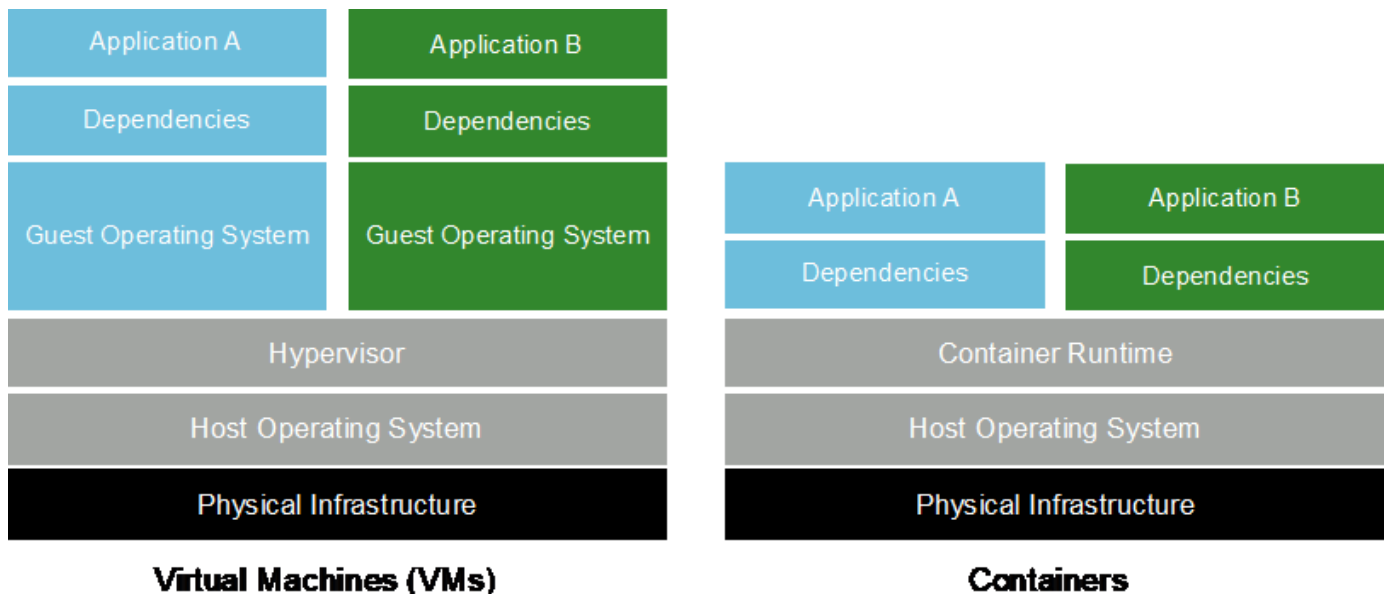 Application A
Application B
Dependencies
Dependencies
Guest Operating System
Guest Operating System
Hypervisor
Host Operating System
Physical Infrastructure
Virtual Machines (VMs)
Application A
Application B
Dependencies
Dependencies
Container Runtime
Host Operating System
Physical Infrastructure
Containers